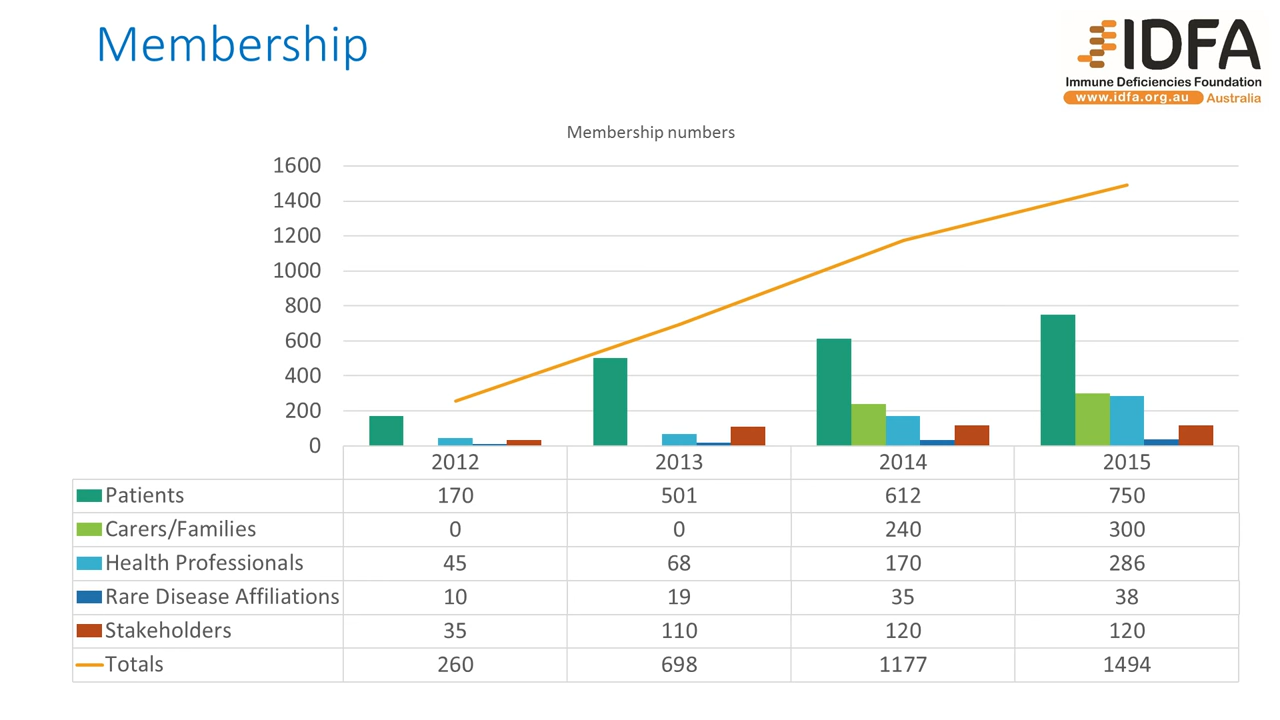 Membership
IDFA
Immune Deficiencies Foundation
www.idfa.org.au Australia
Membership numbers
1600
1400
1200
1000
800
600
400
200
0
2012 2013 2014 2015
Patients 170 501 612 750
Carers/Families 0 0 240 300
Health Professionals 45 68 170 286
Rare Disease Affiliations 10 19 35 38
Stakeholders 35 110 120 120
Totals 260 698 1177 1494